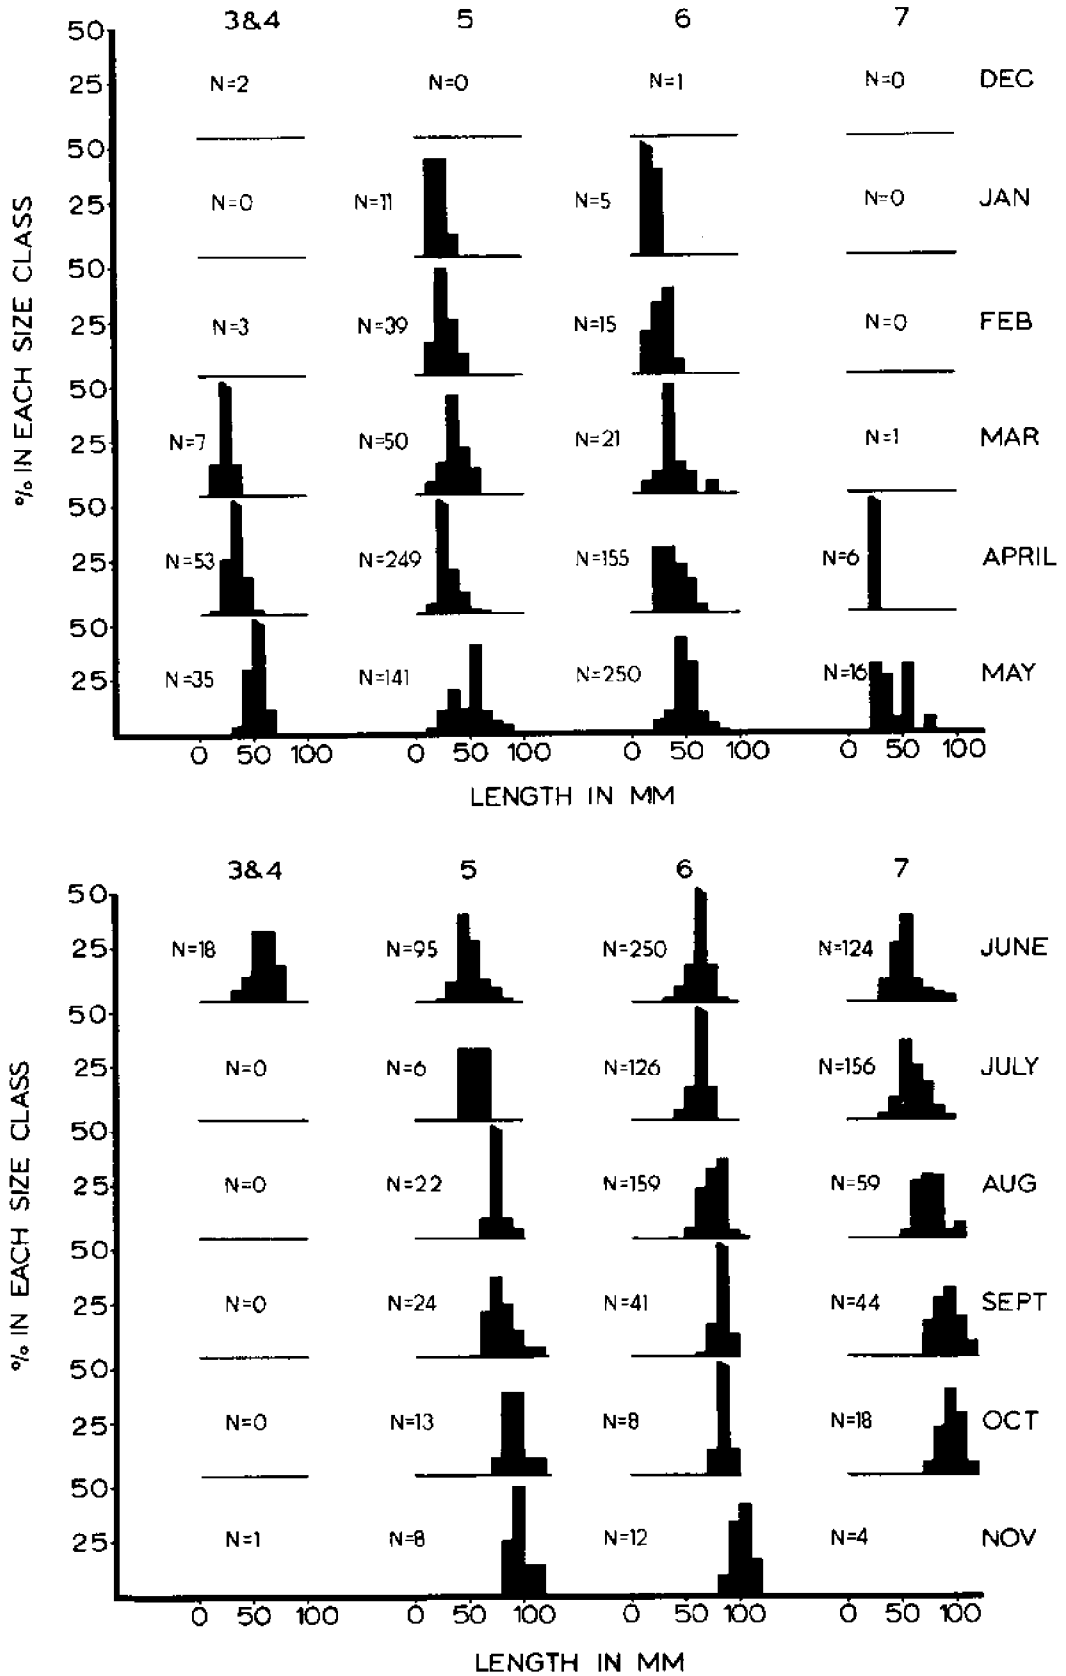 3&4 5 6 7
50
N=2 N=0 N=1 N=0 DEC
25
50
N=0 N=11 N=5 N=0 JAN
25
50
N=3 N=39 N=15 N=0 FEB
25
50
N=7 N=50 N=21 N=1 MAR
25
50
N=53 N=249 N=155 N=6 APRIL
25
50
N=35 N=141 N=250 N=16 MAY
25
0 50 100 0 50 100 0 50 100 0 50 100
LENGTH IN MM
% IN EACH SIZE CLASS
3&4 5 6 7
50
N=18 N=95 N=250 N=124 JUNE
25
50
N=0 N=6 N=126 N=156 JULY
25
50
N=0 N=22 N=159 N=59 AUG
25
50
N=0 N=24 N=41 N=44 SEPT
25
50
N=0 N=13 N=8 N=18 OCT
25
50
N=1 N=8 N=12 N=4 NOV
25
0 50 100 0 50 100 0 50 100 0 50 100
LENGTH IN MM
% IN EACH SIZE CLASS